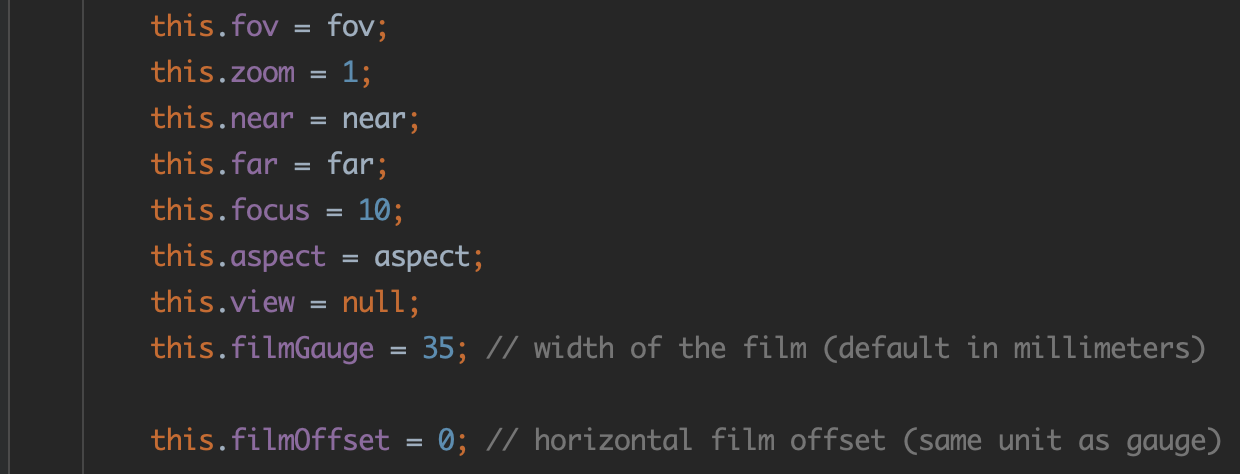 this.fov = fov;
this.zoom = 1;
this.near = near;
this.far = far;
this.focus = 10;
this.aspect = aspect;
this.view = null;
this.filmGauge = 35; // width of the film (default in millimeters)
this.filmOffset = 0; // horizontal film offset (same unit as gauge)